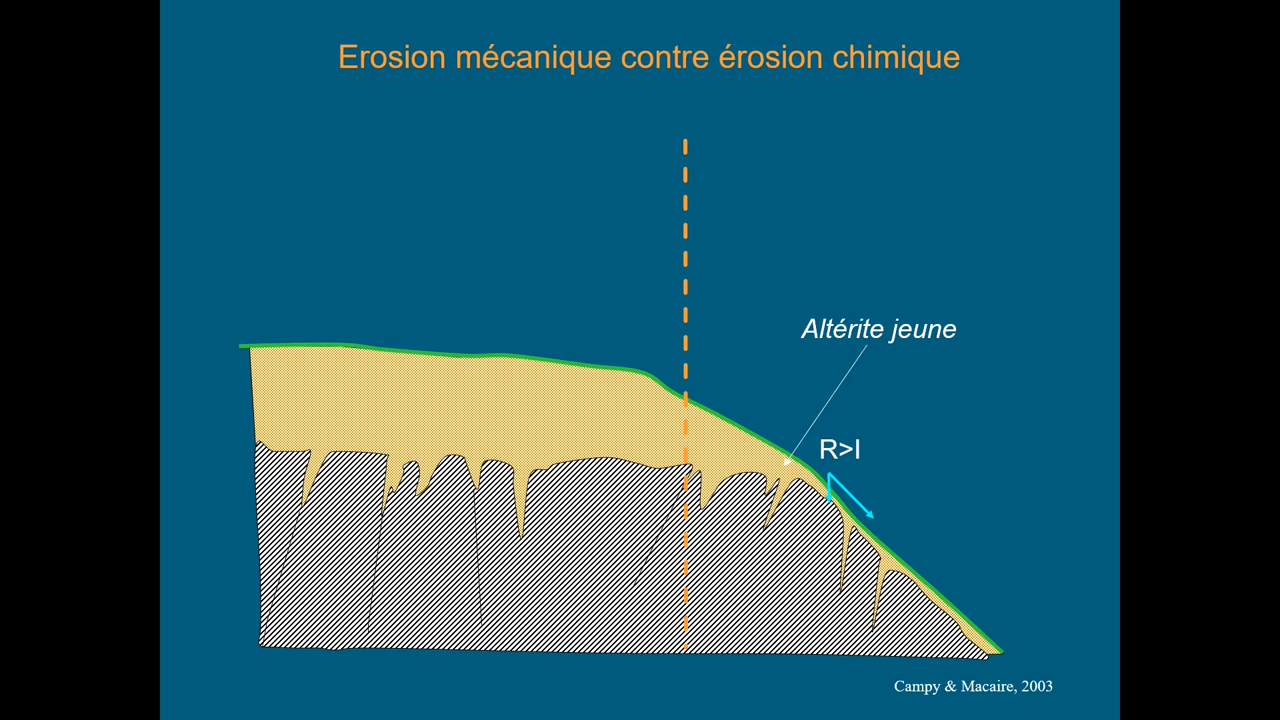 Erosion mécanique contre érosion chimique
Altérite jeune
R>I
Campy & Macaire, 2003